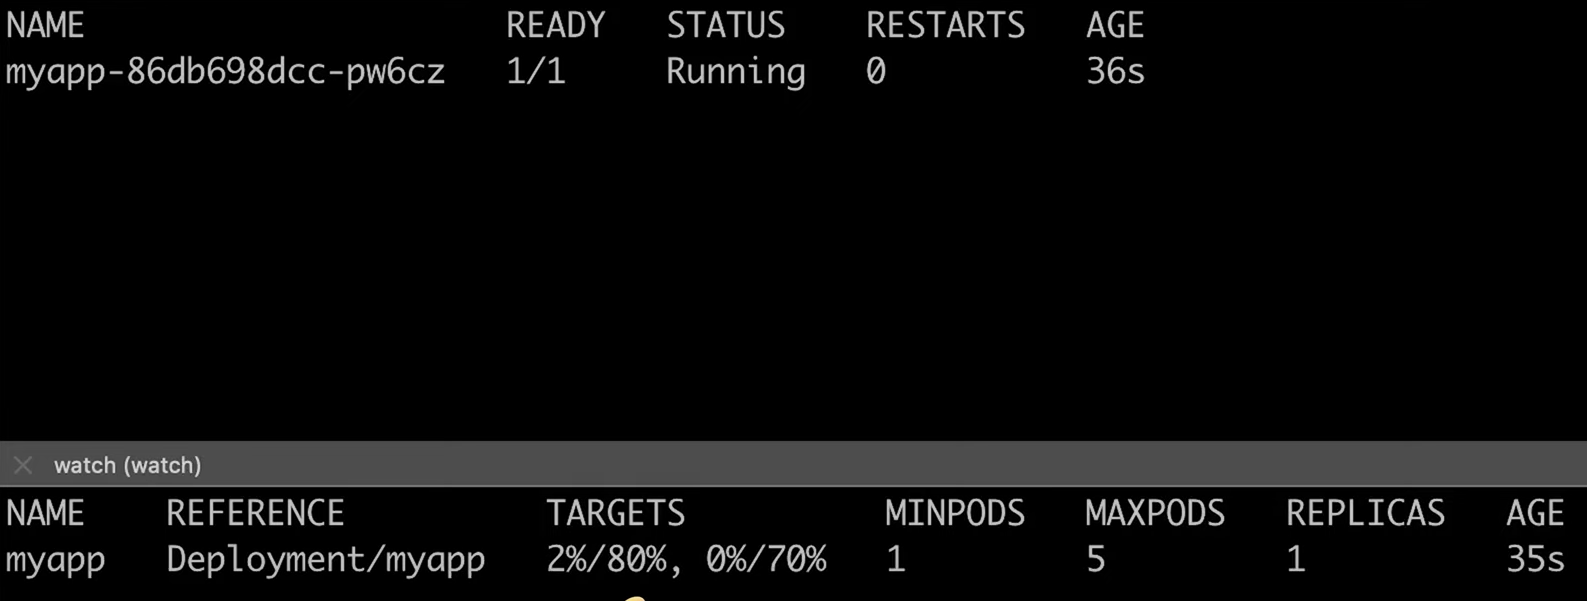 NAME READY STATUS RESTARTS AGE
myapp-86db698dcc-pw6cz 1/1 Running 0 36s
watch (watch)
NAME REFERENCE TARGETS MINPODS MAXPODS REPLICAS AGE
myapp Deployment/myapp 2%/80%, 0%/70% 1 5 1 35s